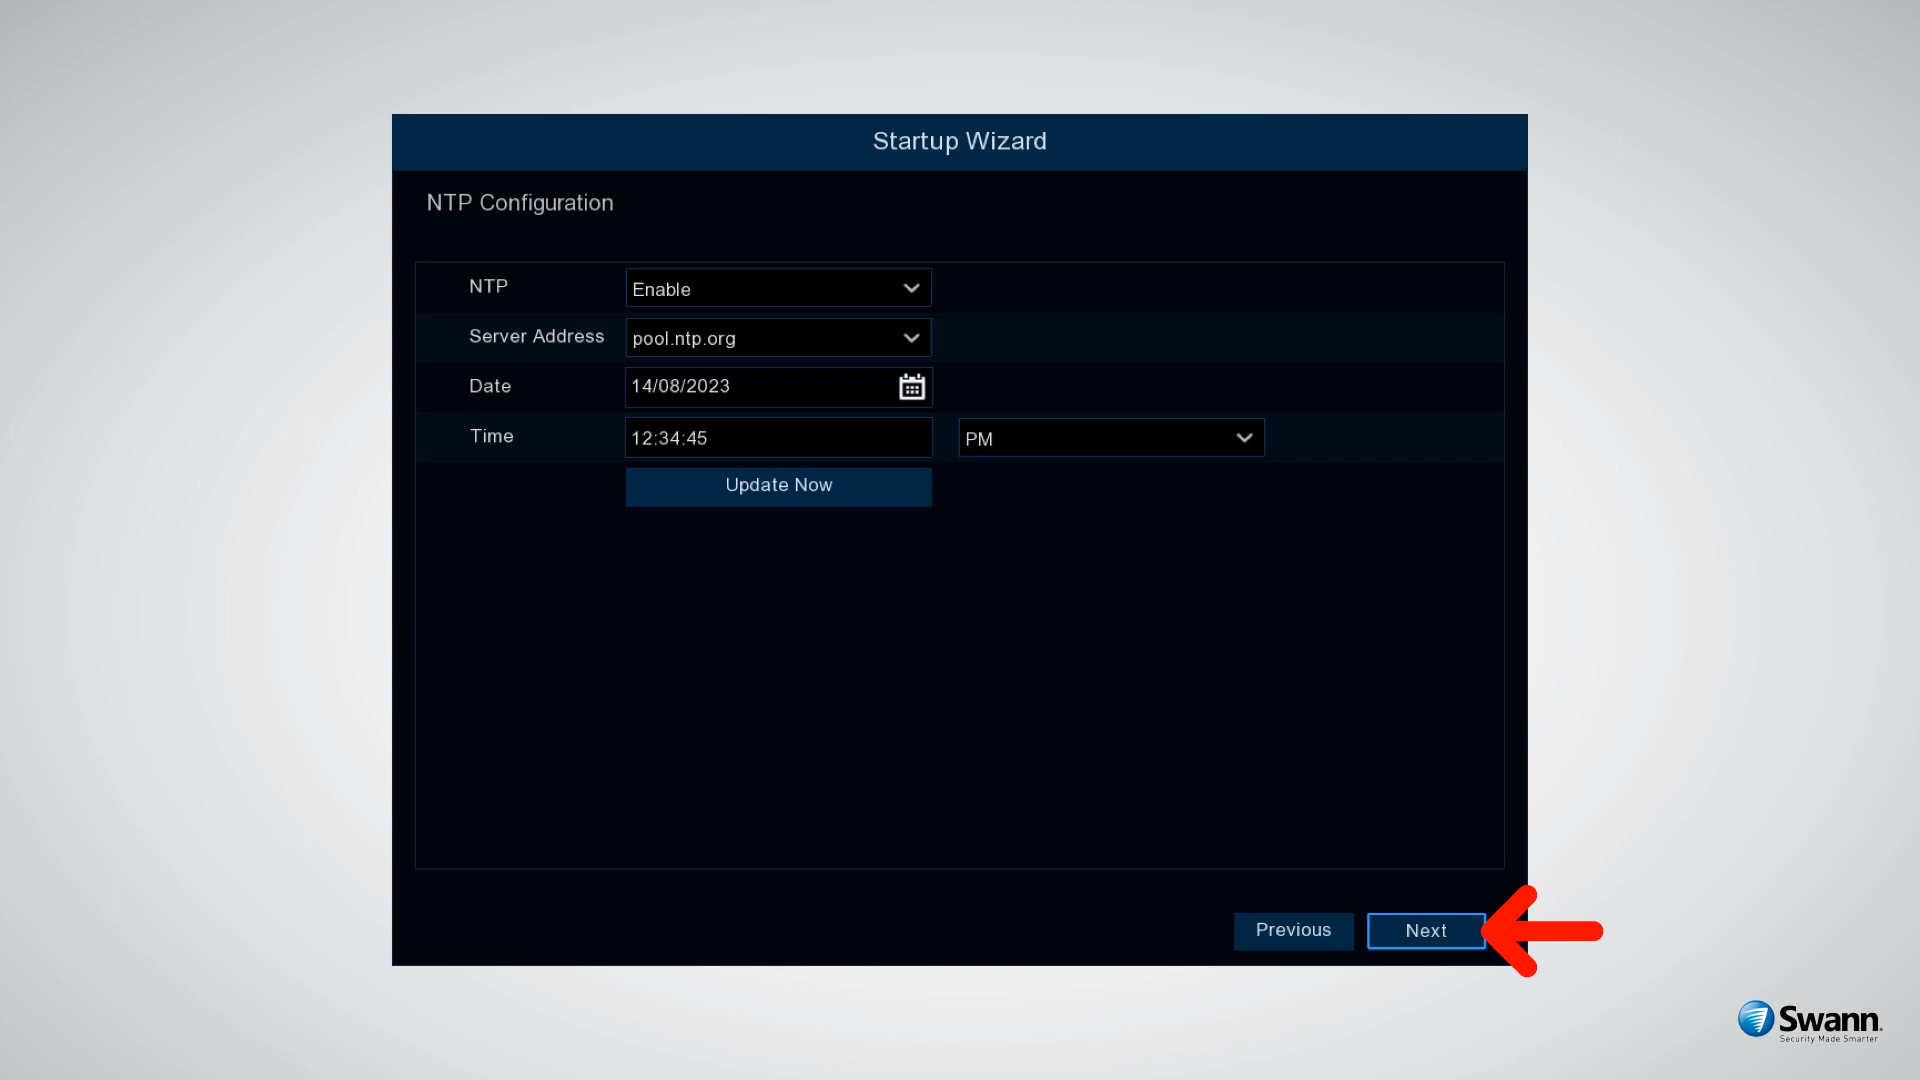 Startup Wizard
NTP Configuration
NTP Enable
Server Address pool.ntp.org
Date 14/08/2023
Time 12:34:45 PM
Update Now
Previous Next
Swann.
Security Made Smarter